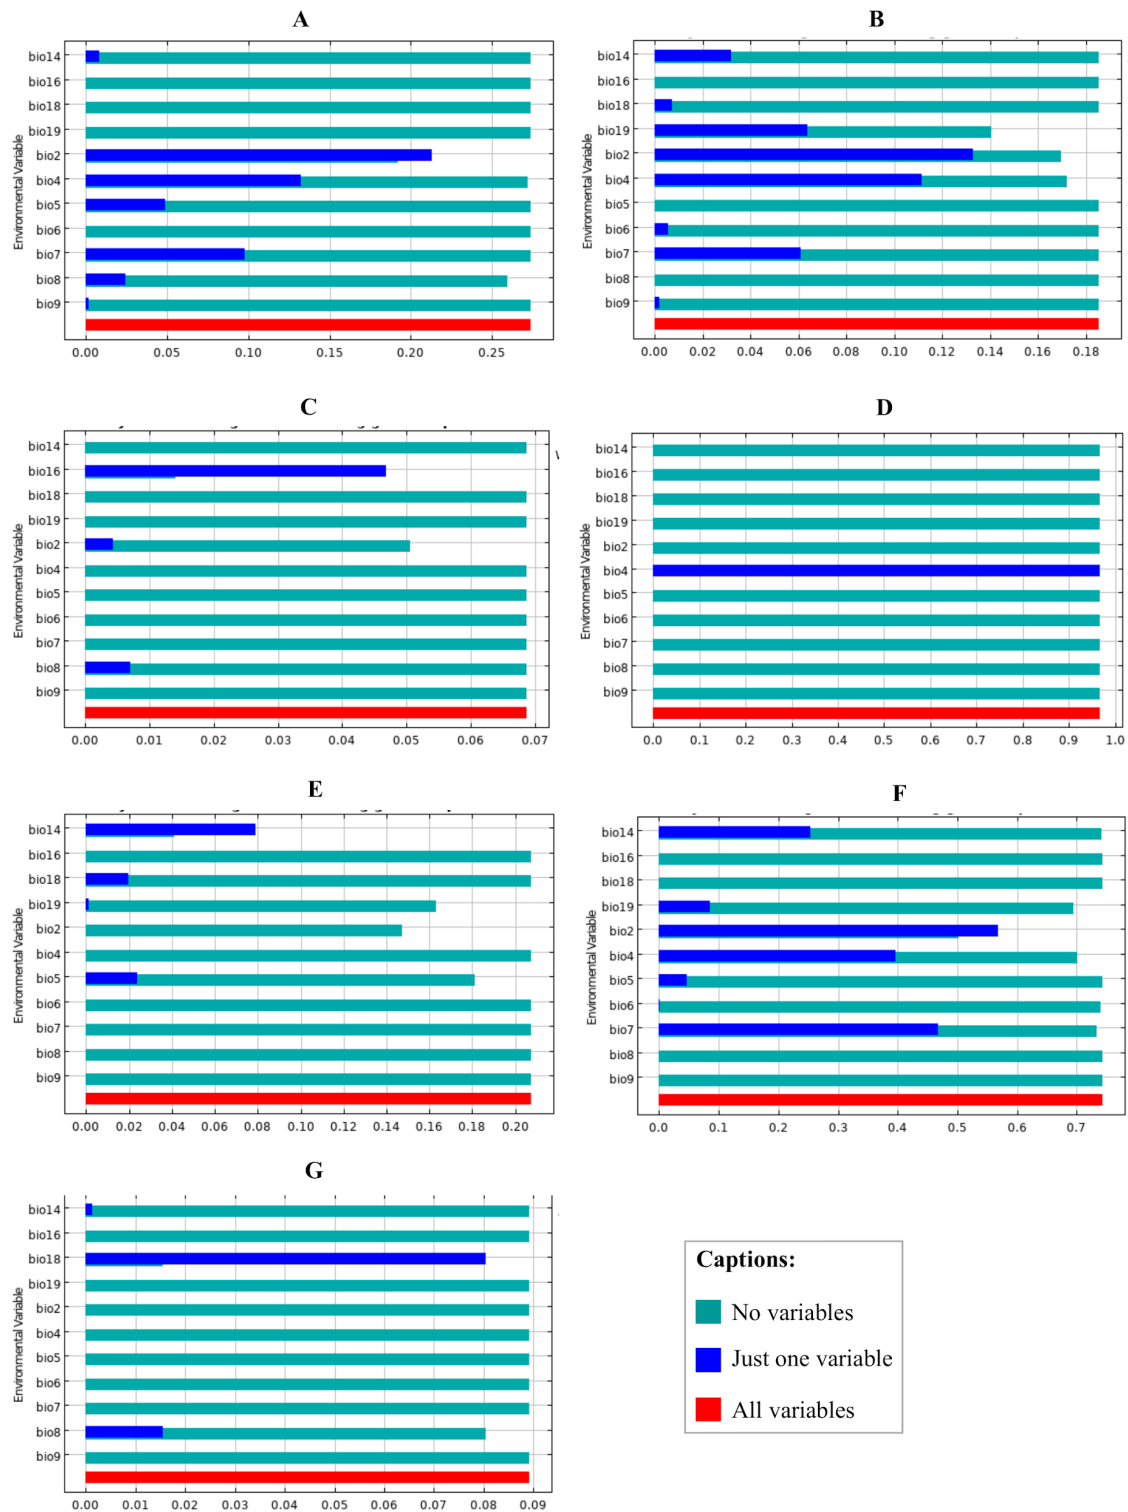 A
Environmental Variable
bio14
bio16
bio18
bio19
bio2
bio4
bio5
bio6
bio7
bio8
bio9
0.00 0.05 0.10 0.15 0.20 0.25
B
Environmental Variable
bio14
bio16
bio18
bio19
bio2
bio4
bio5
bio6
bio7
bio8
bio9
0.00 0.02 0.04 0.06 0.08 0.10 0.12 0.14 0.16 0.18
C
Environmental Variable
bio14
bio16
bio18
bio19
bio2
bio4
bio5
bio6
bio7
bio8
bio9
0.00 0.01 0.02 0.03 0.04 0.05 0.06 0.07
D
Environmental Variable
bio14
bio16
bio18
bio19
bio2
bio4
bio5
bio6
bio7
bio8
bio9
0.0 0.1 0.2 0.3 0.4 0.5 0.6 0.7 0.8 0.9 1.0
E
Environmental Variable
bio14
bio16
bio18
bio19
bio2
bio4
bio5
bio6
bio7
bio8
bio9
0.00 0.02 0.04 0.06 0.08 0.10 0.12 0.14 0.16 0.18 0.20
F
Environmental Variable
bio14
bio16
bio18
bio19
bio2
bio4
bio5
bio6
bio7
bio8
bio9
0.0 0.1 0.2 0.3 0.4 0.5 0.6 0.7
G
Environmental Variable
bio14
bio16
bio18
bio19
bio2
bio4
bio5
bio6
bio7
bio8
bio9
0.00 0.01 0.02 0.03 0.04 0.05 0.06 0.07 0.08 0.09
Captions:
No variables
Just one variable
All variables